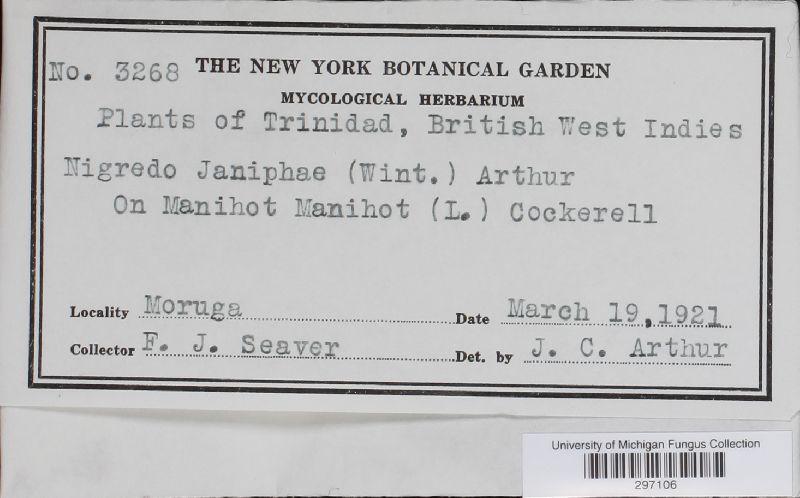 No. 3268 THE NEW YORK BOTANICAL GARDEN
MYCOLOGICAL HERBARIUM
Plants of Trinidad, British West Indies
Nigredo Janiphae (Wint.) Arthur
On Manihot Manihot (L.) Cockerell
Locality Moruga Date March 19, 1921
Collector F. J. Seaver Det. by J. C. Arthur
University of Michigan Fungus Collection
297106